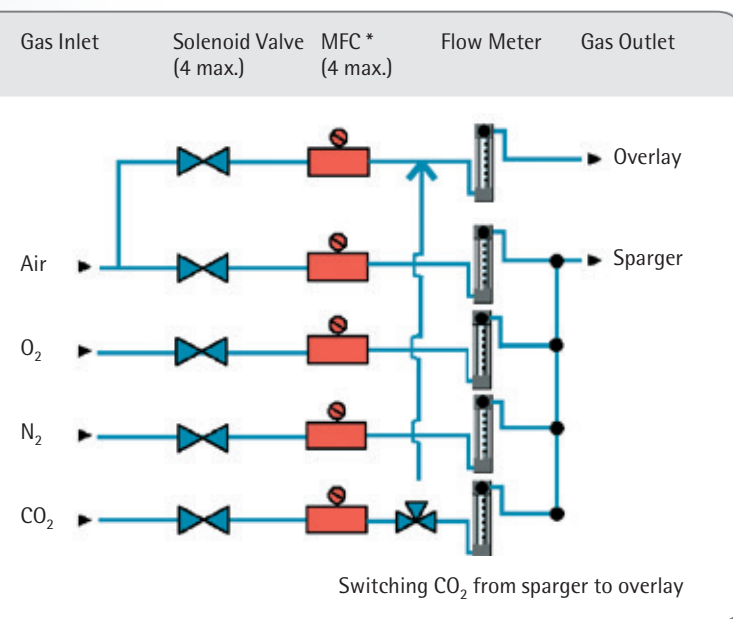 Gas Inlet Solenoid Valve MFC * Flow Meter Gas Outlet
(4 max.) (4 max.)
Overlay
Air Sparger
O₂
N₂
CO₂
Switching CO₂ from sparger to overlay